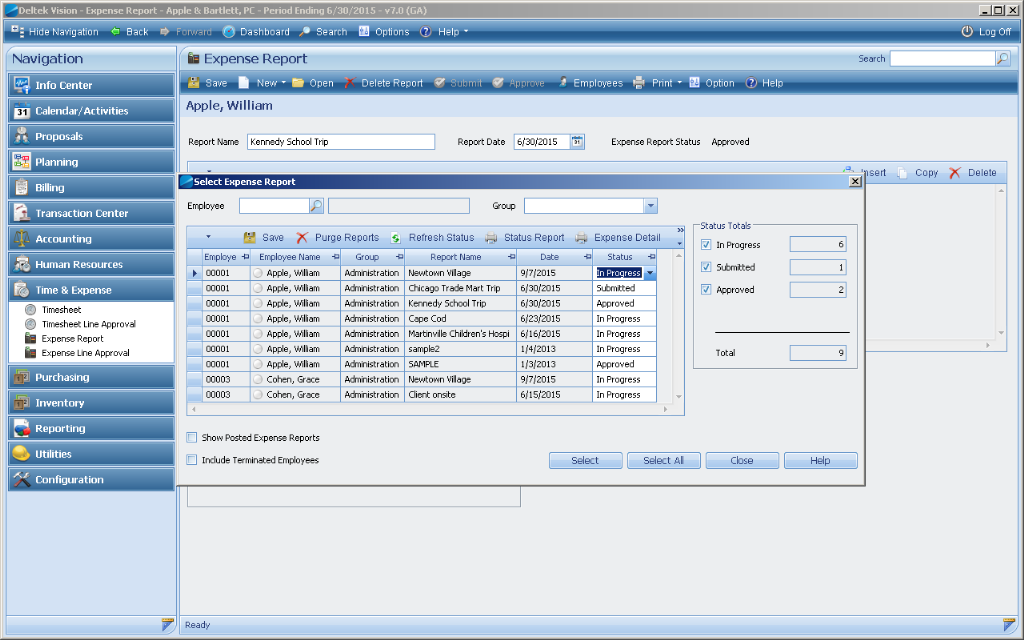 Deltek Vision - Expense Report - Apple & Bartlett, PC - Period Ending 6/30/2015 - v7.0 (GA)
Hide Navigation Back Forward Dashboard Search Options Help Log Off
Navigation
Info Center
31 Calendar/Activities
Proposals
Planning
Billing
Transaction Center
Accounting
Human Resources
Time & Expense
Timesheet
Timesheet Line Approval
Expense Report
Expense Line Approval
Purchasing
Inventory
Reporting
Utilities
Configuration
Expense Report Search
Save New Open Delete Report Submit Approve Employees Print Option Help
Apple, William
Report Name Kennedy School Trip Report Date 6/30/2015 Expense Report Status Approved
nsert Copy Delete
Select Expense Report
Employee Group
Save Purge Reports Refresh Status Status Report Expense Detail
Employe Employee Name Group Report Name Date Status
00001 Apple, William Administration Newtown Village 9/7/2015 In Progress
00001 Apple, William Administration Chicago Trade Mart Trip 6/30/2015 Submitted
00001 Apple, William Administration Kennedy School Trip 6/30/2015 Approved
00001 Apple, William Administration Cape Cod 6/23/2015 In Progress
00001 Apple, William Administration Martinville Children's Hospi 6/16/2015 In Progress
00001 Apple, William Administration sample2 1/4/2013 In Progress
00001 Apple, William Administration SAMPLE 1/3/2013 Approved
00003 Cohen, Grace Administration Newtown Village 9/7/2015 In Progress
00003 Cohen, Grace Administration Client onsite 6/15/2015 In Progress
Status Totals
In Progress 6
Submitted 1
Approved 2
Total 9
Show Posted Expense Reports
Include Terminated Employees
Select Select All Close Help
Ready